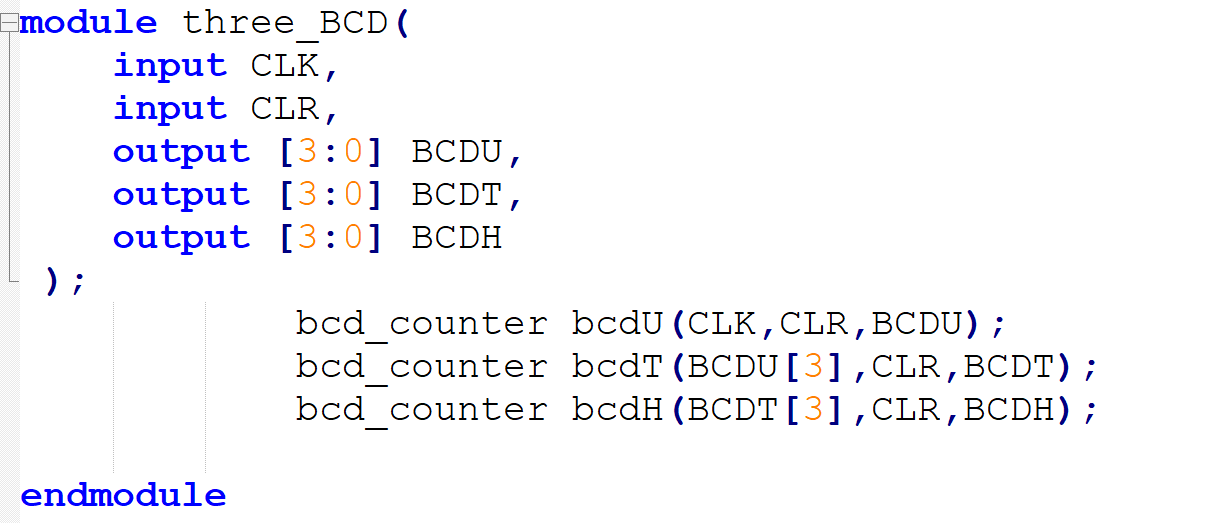 module three_BCD(
    input CLK,
    input CLR,
    output [3:0] BCDU,
    output [3:0] BCDT,
    output [3:0] BCDH
 );
            bcd_counter bcdU(CLK,CLR,BCDU);
            bcd_counter bcdT(BCDU[3],CLR,BCDT);
            bcd_counter bcdH(BCDT[3],CLR,BCDH);
endmodule